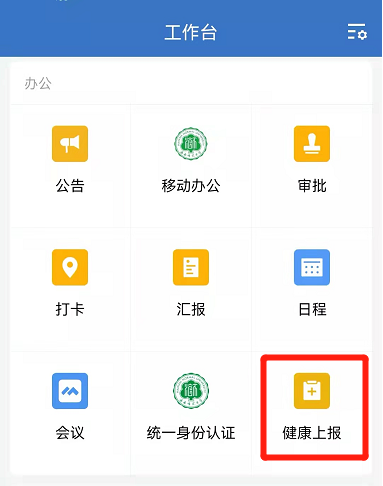 工作台
办公
公告
移动办公
审批
打卡
汇报
日程
会议
统一身份认证
健康上报